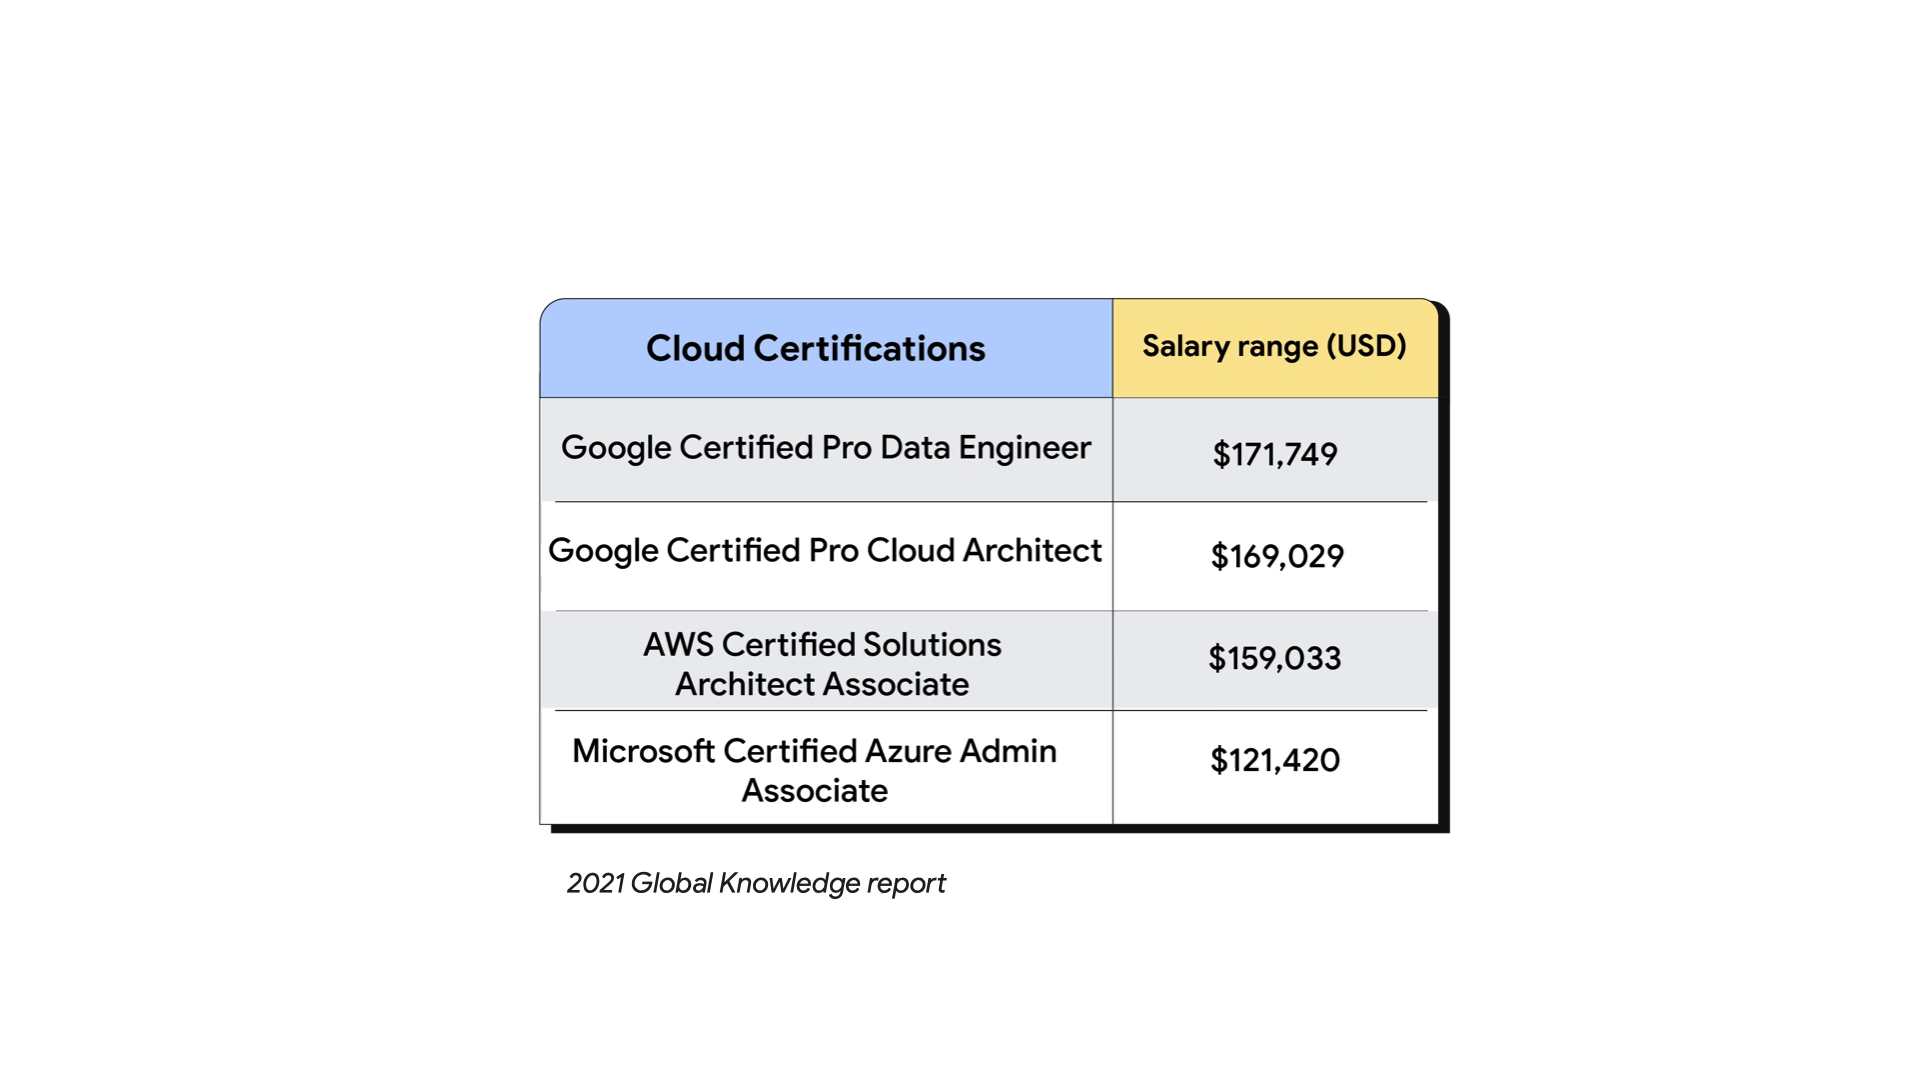 Cloud Certifications
Salary range (USD)
Google Certified Pro Data Engineer
$171,749
Google Certified Pro Cloud Architect
$169,029
AWS Certified Solutions
Architect Associate
$159,033
Microsoft Certified Azure Admin
Associate
$121,420
2021 Global Knowledge report